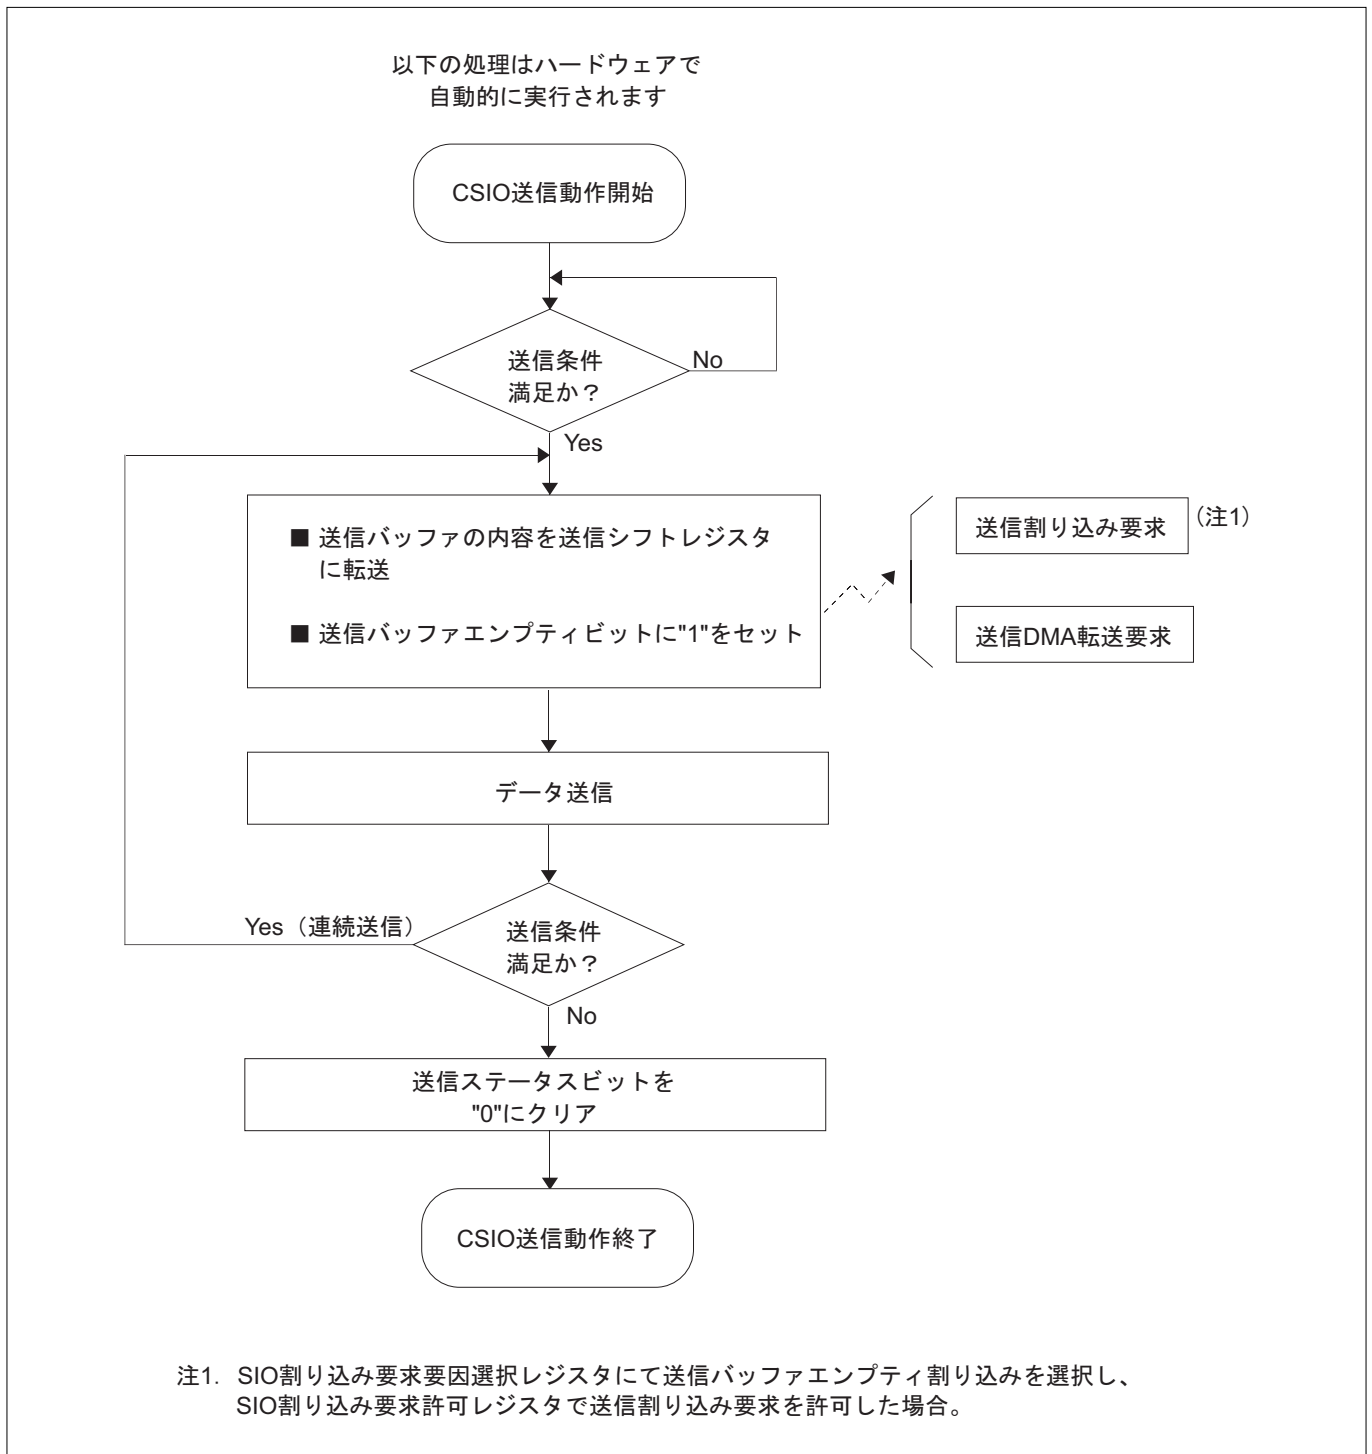 以下の処理はハードウェアで
自動的に実行されます
CSIO送信動作開始
送信条件
満足か？
No
Yes
■ 送信バッファの内容を送信シフトレジスタ
に転送
■ 送信バッファエンプティビットに"1"をセット
送信割り込み要求
（注1）
送信DMA転送要求
データ送信
Yes（連続送信）
送信条件
満足か？
No
送信ステータスビットを
"0"にクリア
CSIO送信動作終了
注1. SIO割り込み要求要因選択レジスタにて送信バッファエンプティ割り込みを選択し、
SIO割り込み要求許可レジスタで送信割り込み要求を許可した場合。